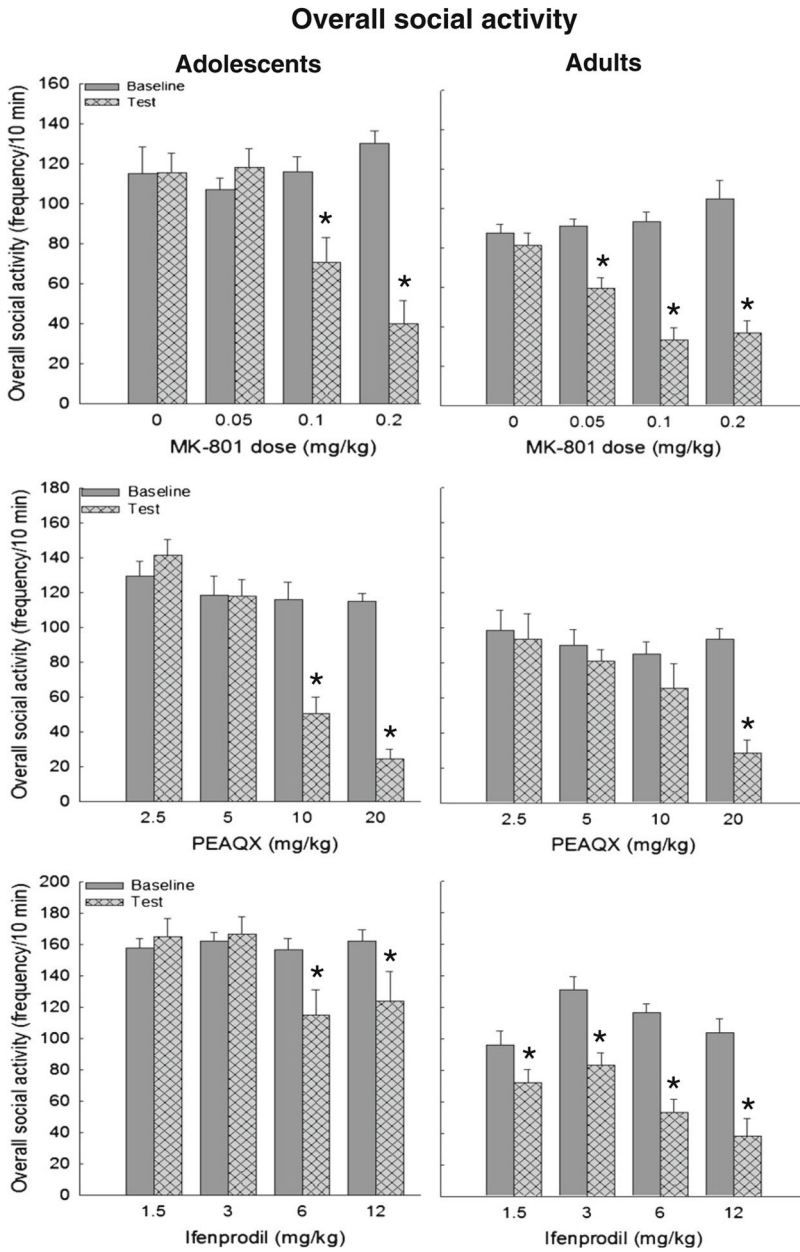 Overall social activity
Adolescents
Adults
Overall social activity (frequency/10 min)
160
140
120
100
80
60
40
20
0
Baseline
Test
*
*
0 0.05 0.1 0.2
MK-801 dose (mg/kg)
*
*
*
0 0.05 0.1 0.2
MK-801 dose (mg/kg)
Overall social activity (frequency/10 min)
180
160
140
120
100
80
60
40
20
0
Baseline
Test
*
*
2.5 5 10 20
PEAQX (mg/kg)
*
2.5 5 10 20
PEAQX (mg/kg)
Overall social activity (frequency/10 min)
200
180
160
140
120
100
80
60
40
20
0
Baseline
Test
*
*
1.5 3 6 12
Ifenprodil (mg/kg)
*
*
*
*
1.5 3 6 12
Ifenprodil (mg/kg)